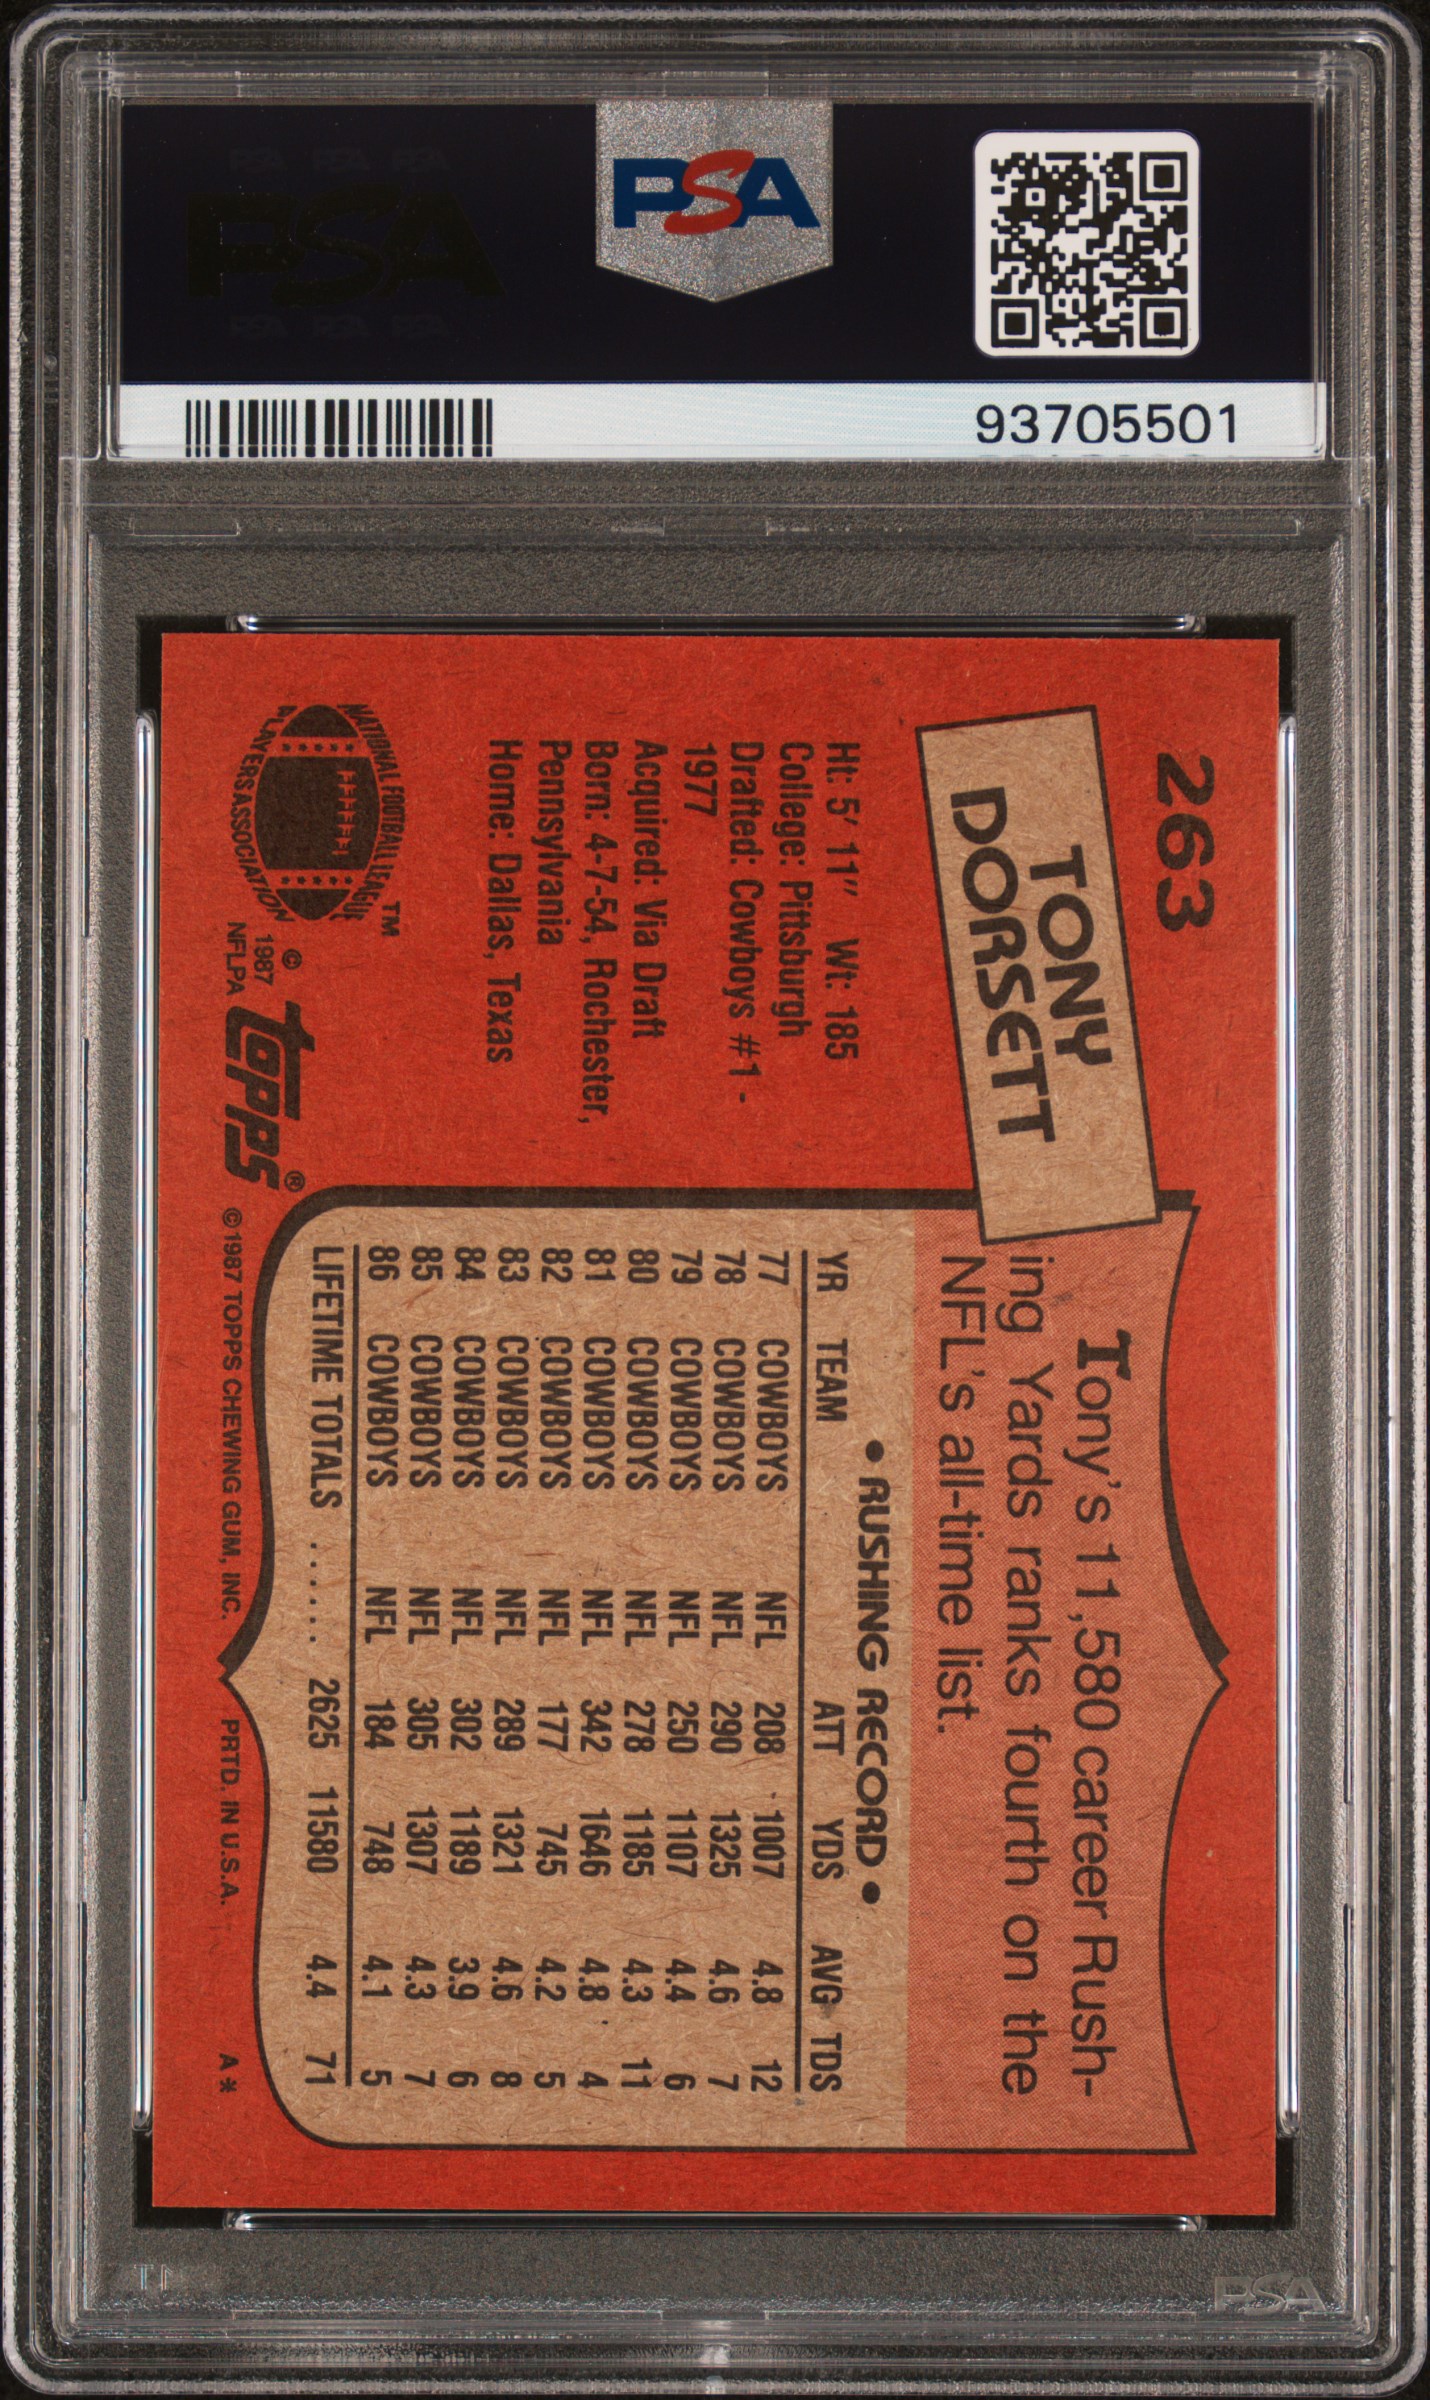 PSA
93705501
263
TONY
DORSETT
Ht: 5' 11" Wt: 185
College: Pittsburgh
Drafted: Cowboys #1 -
1977
Acquired: Via Draft
Born: 4-7-54, Rochester,
Pennsylvania
Home: Dallas, Texas
NATIONAL FOOTBALL LEAGUE
PLAYERS ASSOCIATION
TM
© 1987
NFLPA
Topps®
Tony's 11,580 career Rush-
ing Yards ranks fourth on the
NFL's all-time list.
• RUSHING RECORD •
YR TEAM ATT YDS AVG TDS
77 COWBOYS NFL 208 1007 4.8 12
78 COWBOYS NFL 290 1325 4.6 7
79 COWBOYS NFL 250 1107 4.4 6
80 COWBOYS NFL 278 1185 4.3 11
81 COWBOYS NFL 342 1646 4.8 4
82 COWBOYS NFL 177 745 4.2 5
83 COWBOYS NFL 289 1321 4.6 8
84 COWBOYS NFL 302 1189 3.9 6
85 COWBOYS NFL 305 1307 4.3 7
86 COWBOYS NFL 184 748 4.1 5
LIFETIME TOTALS ...... 2625 11580 4.4 71
©1987 TOPPS CHEWING GUM, INC. PRTD. IN U.S.A. A*
PSA